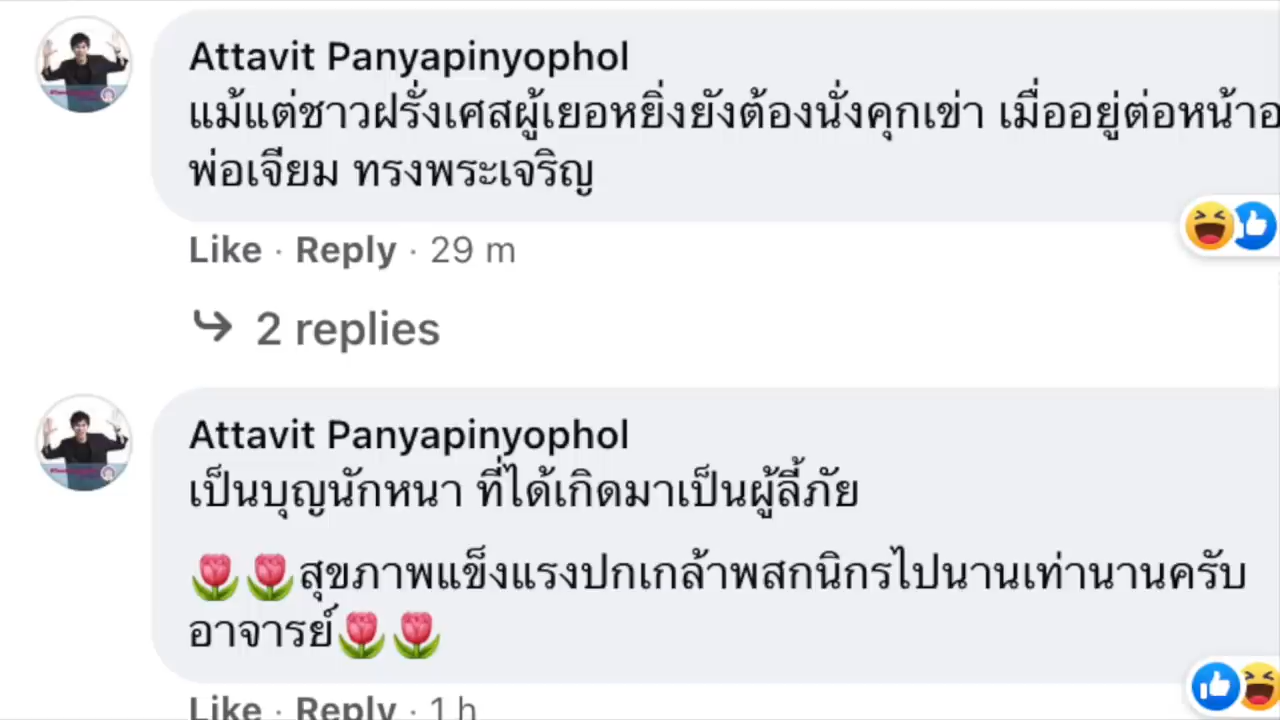 Attavit Panyapinyophol
แม้แต่ชาวฝรั่งเศสผู้เยอหยิ่งยังต้องนั่งคุกเข่า เมื่ออยู่ต่อหน้าอ
พ่อเจียม ทรงพระเจริญ
Like · Reply · 29 m
2 replies
Attavit Panyapinyophol
เป็นบุญนักหนา ที่ได้เกิดมาเป็นผู้ลี้ภัย
🌷🌷สุขภาพแข็งแรงปกเกล้าพสกนิกรไปนานเท่านานครับ
อาจารย์🌷🌷
Like · Reply · 1 h